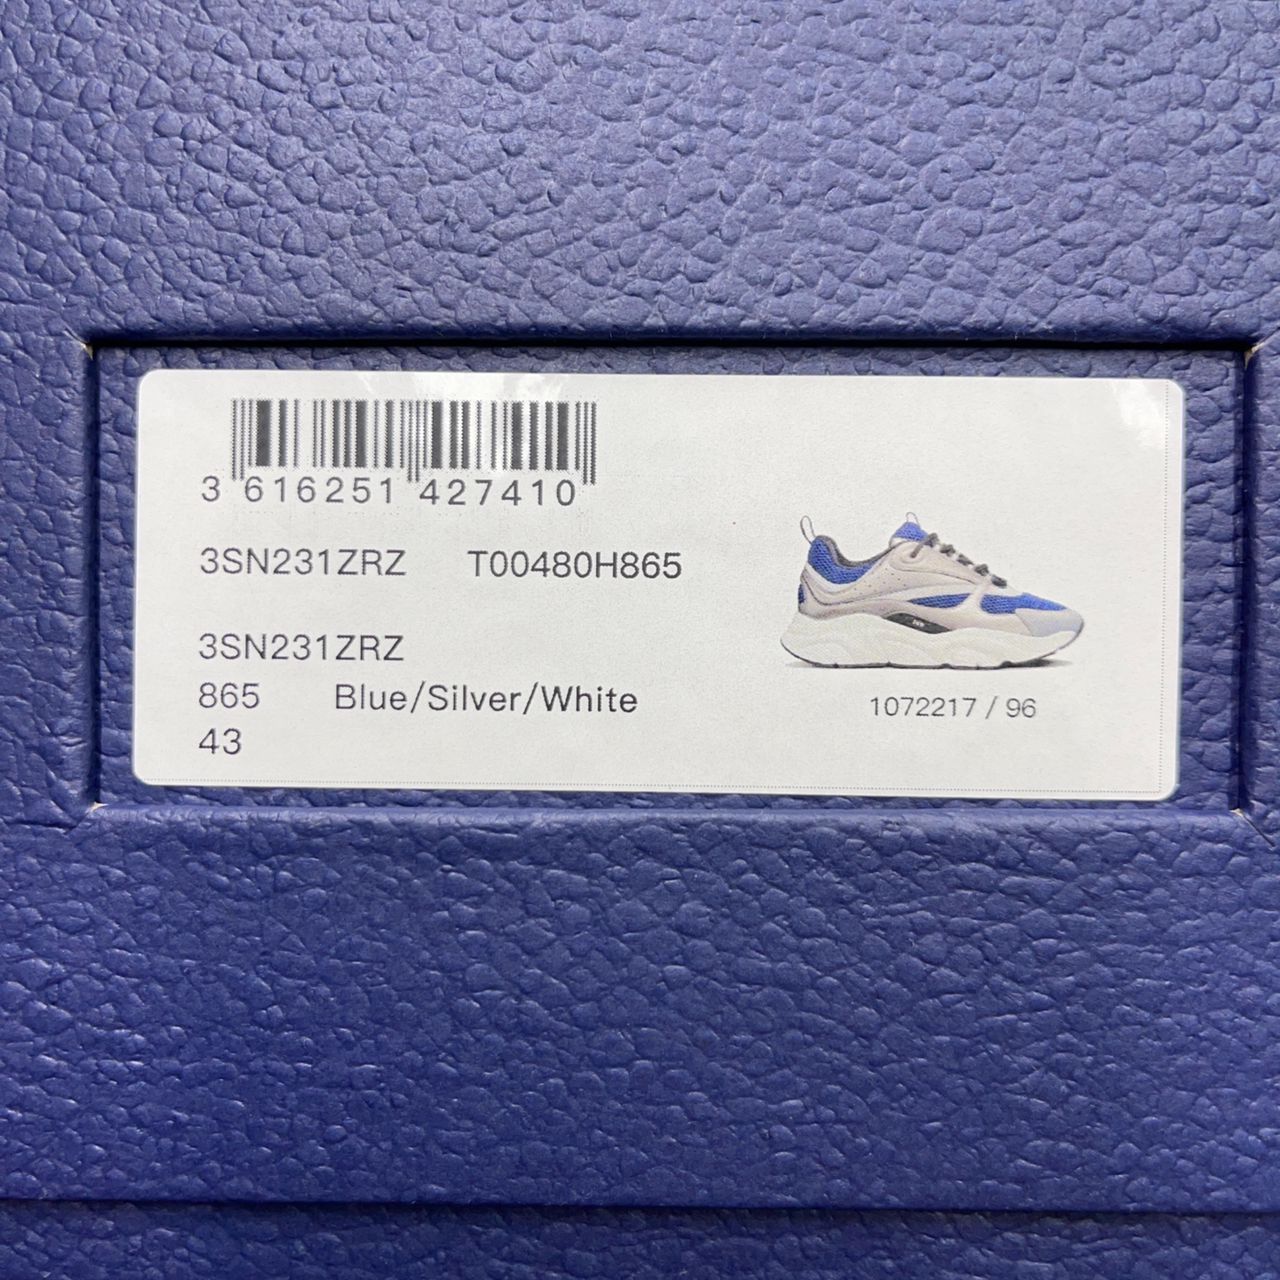 3 616251 427410
3SN231ZRZ T00480H865
3SN231ZRZ
865 Blue/Silver/White
43
1072217 / 96